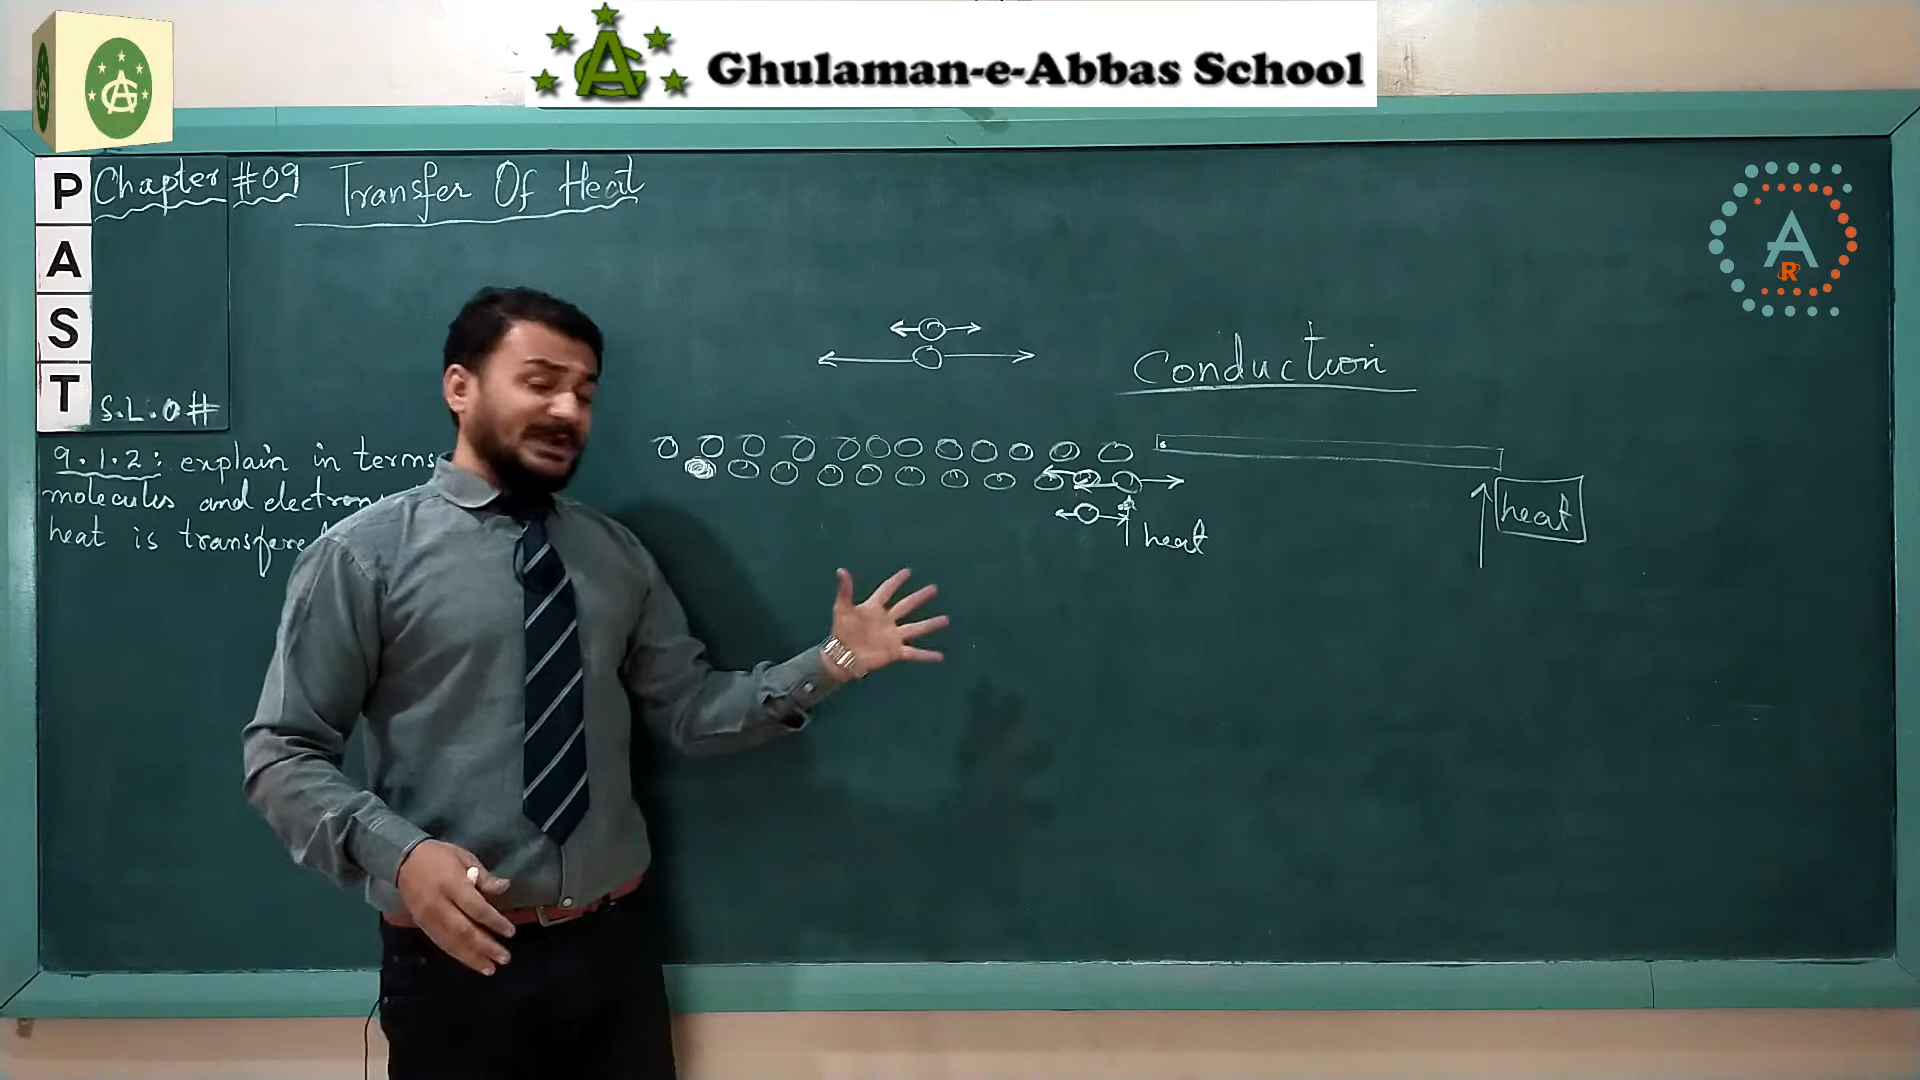 Ghulaman-e-Abbas School
AG
P
A
S
T
Chapter #09 Transfer Of Heat
S.L.O#
9.1.2: explain in terms
molecules and electron
heat is transfere
Conduction
heat
heat
A
R